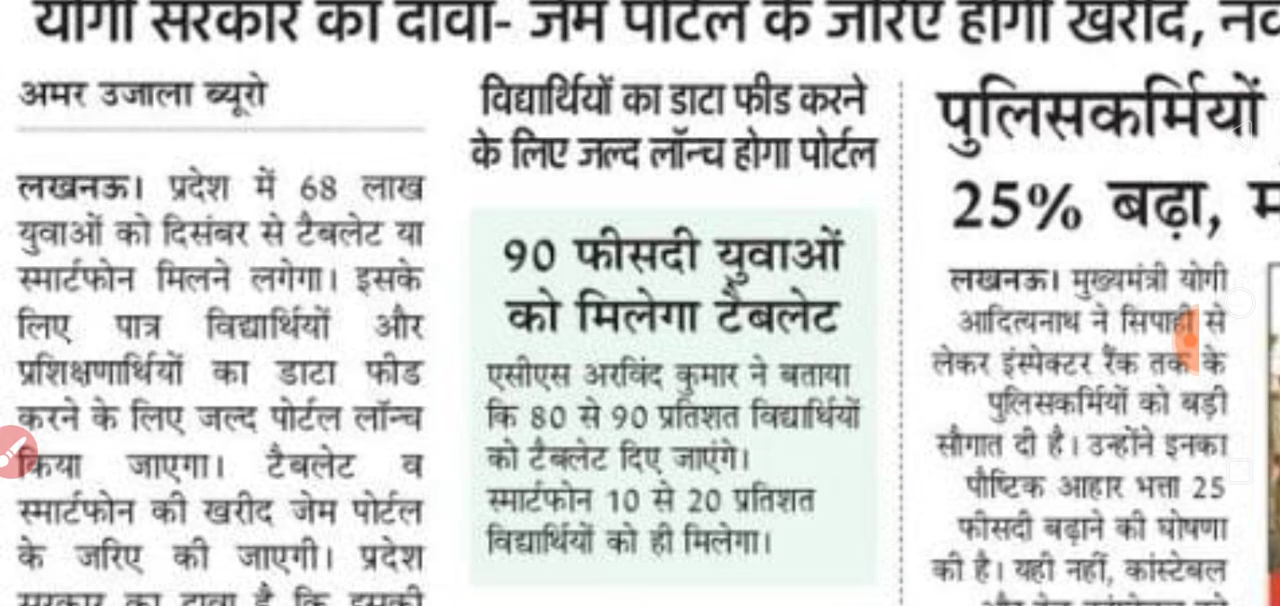 योगी सरकार का दावा- जेम पोर्टल के जरिए होगी खरीद,
अमर उजाला ब्यूरो
लखनऊ। प्रदेश में 68 लाख
युवाओं को दिसंबर से टैबलेट या
स्मार्टफोन मिलने लगेगा। इसके
लिए पात्र विद्यार्थियों और
प्रशिक्षणार्थियों का डाटा फीड
करने के लिए जल्द पोर्टल लॉन्च
किया जाएगा। टैबलेट व
स्मार्टफोन की खरीद जेम पोर्टल
के जरिए की जाएगी। प्रदेश
सरकार का दावा है कि इसकी
विद्यार्थियों का डाटा फीड करने
के लिए जल्द लॉन्च होगा पोर्टल
90 फीसदी युवाओं
को मिलेगा टैबलेट
एसीएस अरविंद कुमार ने बताया
कि 80 से 90 प्रतिशत विद्यार्थियों
को टैबलेट दिए जाएंगे।
स्मार्टफोन 10 से 20 प्रतिशत
विद्यार्थियों को ही मिलेगा।
पुलिसकर्मियों
25% बढ़ा,
लखनऊ। मुख्यमंत्री योगी
आदित्यनाथ ने सिपाही से
लेकर इंस्पेक्टर रैंक तक के
पुलिसकर्मियों को बड़ी
सौगात दी है। उन्होंने इनका
पौष्टिक आहार भत्ता 25
फीसदी बढ़ाने की घोषणा
की है। यही नहीं, कांस्टेबल